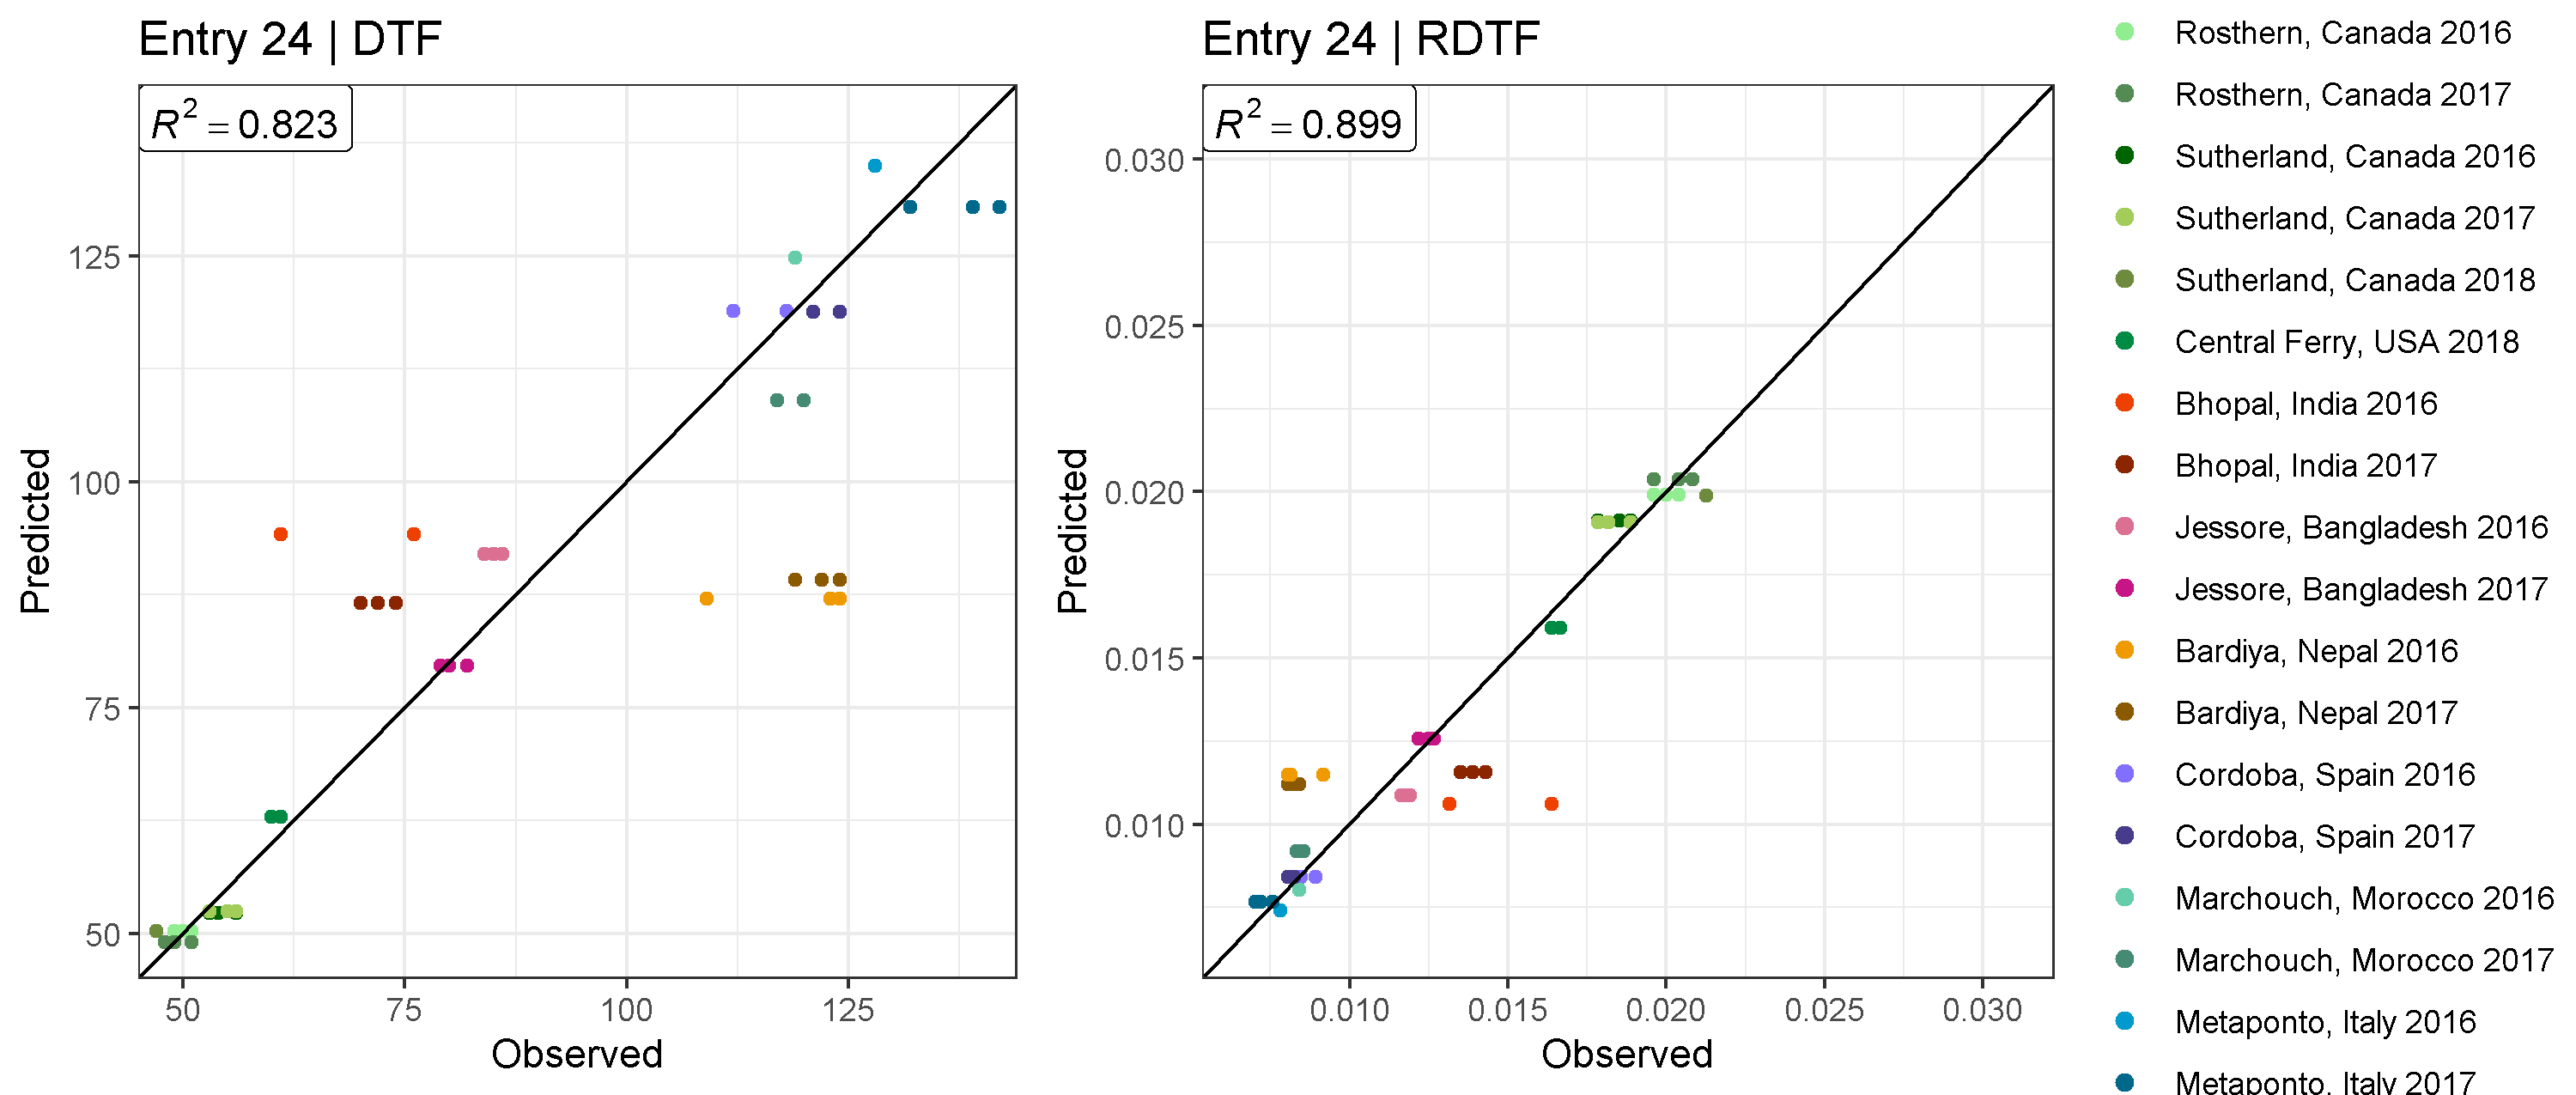 Entry 24 | DTF
R² = 0.823
125
100
75
50
50 75 100 125
Predicted
Observed
Entry 24 | RDTF
R² = 0.899
0.030
0.025
0.020
0.015
0.010
0.010 0.015 0.020 0.025 0.030
Predicted
Observed
Rosthern, Canada 2016
Rosthern, Canada 2017
Sutherland, Canada 2016
Sutherland, Canada 2017
Sutherland, Canada 2018
Central Ferry, USA 2018
Bhopal, India 2016
Bhopal, India 2017
Jessore, Bangladesh 2016
Jessore, Bangladesh 2017
Bardiya, Nepal 2016
Bardiya, Nepal 2017
Cordoba, Spain 2016
Cordoba, Spain 2017
Marchouch, Morocco 2016
Marchouch, Morocco 2017
Metaponto, Italy 2016
Metaponto, Italy 2017